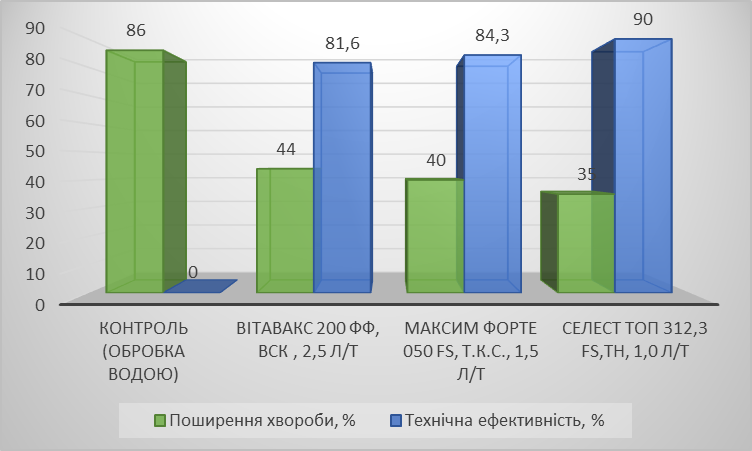 90
80
70
60
50
40
30
20
10
0
86
0
44
81,6
40
84,3
35
90
КОНТРОЛЬ
(ОБРОБКА
ВОДОЮ)
ВІТАВАКС 200 ФФ,
ВСК , 2,5 Л/Т
МАКСИМ ФОРТЕ
050 FS, Т.К.С., 1,5
Л/Т
СЕЛЕСТ ТОП 312,3
FS,ТН, 1,0 Л/Т
Поширення хвороби, %
Технічна ефективність, %